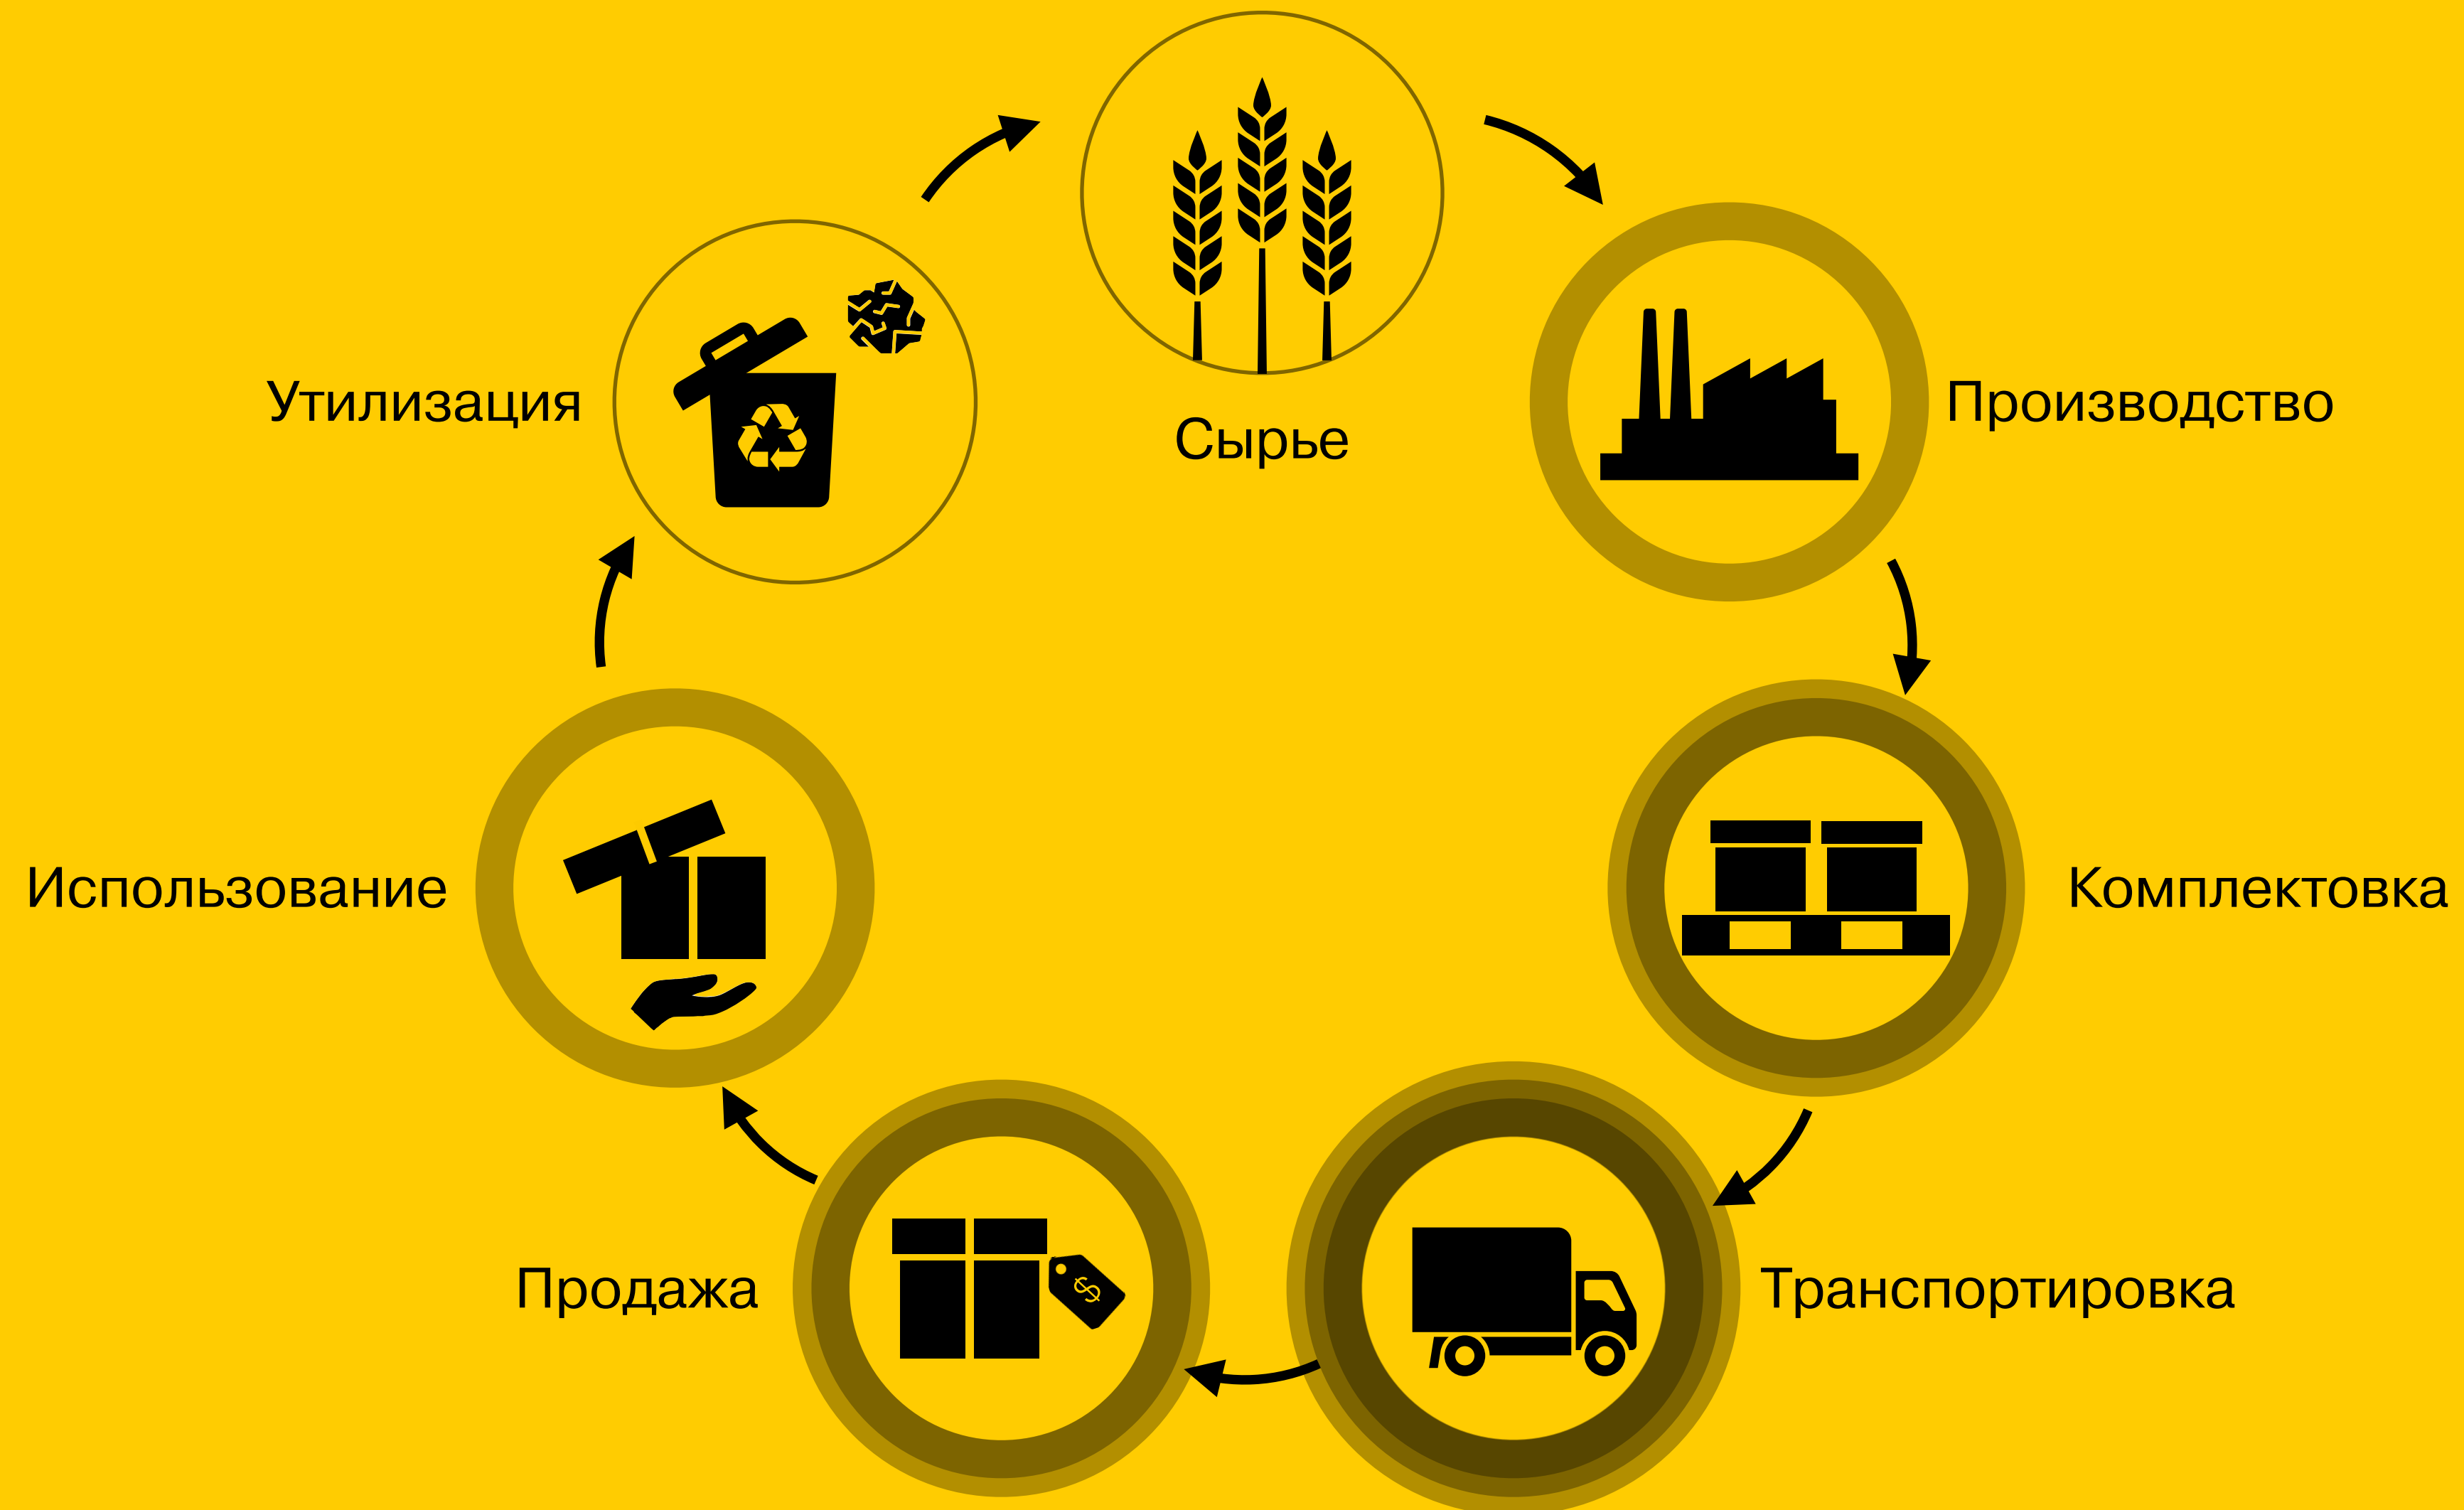 Сырье
Производство
Комплектовка
Транспортировка
Продажа
$
Использование
Утилизация